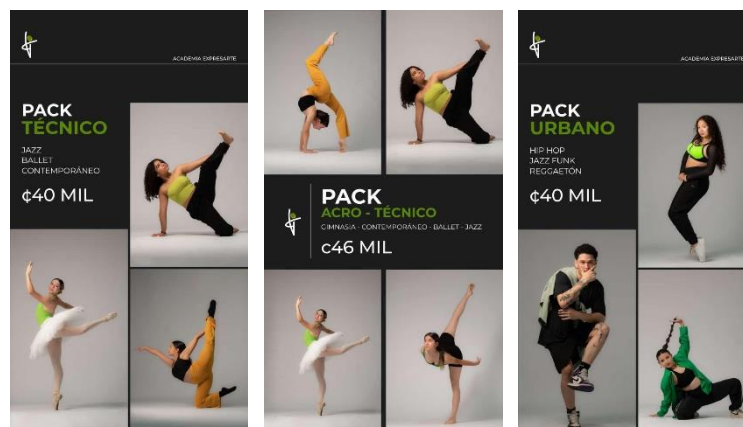 ACADEMIA EXPRESARTE
PACK
TÉCNICO
JAZZ
BALLET
CONTEMPORÁNEO
¢40 MIL
PACK
ACRO - TÉCNICO
GIMNASIA - CONTEMPORÁNEO - BALLET - JAZZ
c46 MIL
ACADEMIA EXPRESARTE
PACK
URBANO
HIP HOP
JAZZ FUNK
REGGAETÓN
¢40 MIL